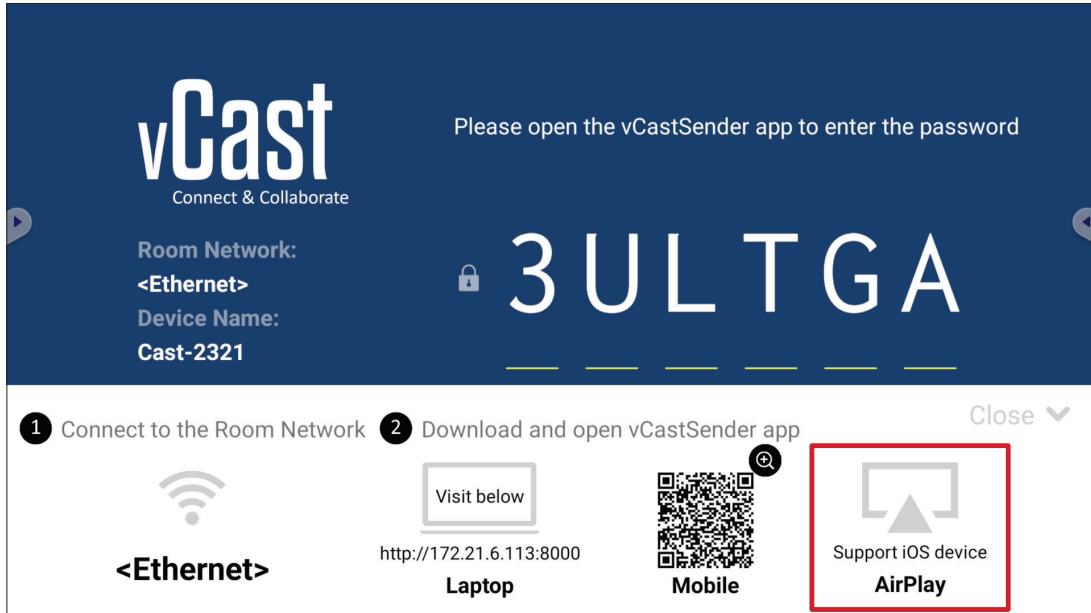 vCast
Connect & Collaborate
Please open the vCastSender app to enter the password
Room Network:
<Ethernet>
Device Name:
Cast-2321
3ULTGA
1 Connect to the Room Network
2 Download and open vCastSender app
Close
<Ethernet>
Visit below
http://172.21.6.113:8000
Laptop
Mobile
Support iOS device
AirPlay